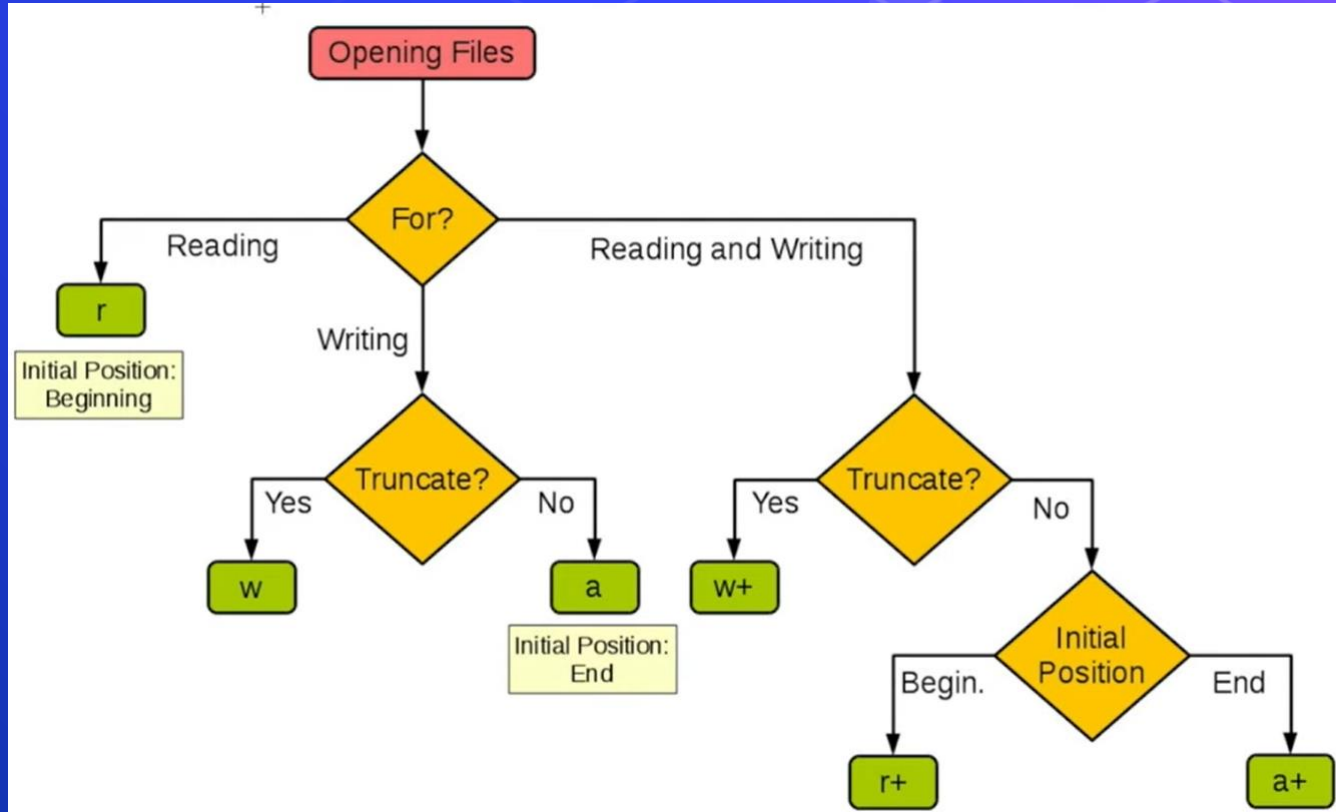 Opening Files
For?
Reading
Reading and Writing
r
Initial Position:
Beginning
Writing
Truncate?
Yes
No
w
a
Initial Position:
End
Truncate?
Yes
No
w+
Initial
Position
Begin.
End
r+
a+